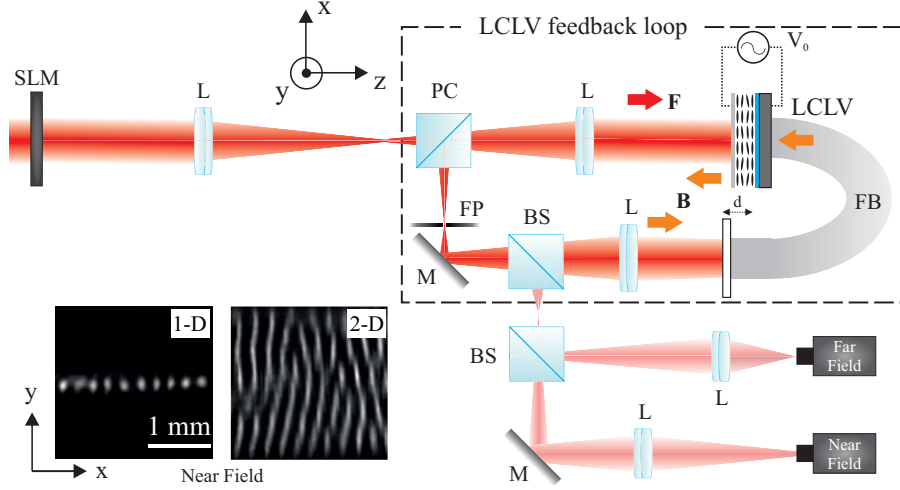 LCLV feedback loop
x
y
z
V₀
SLM
L
PC
L
F
LCLV
B
d
FB
FP
BS
L
M
BS
L
Far
Field
M
L
Near
Field
1-D
2-D
1 mm
y
x
Near Field